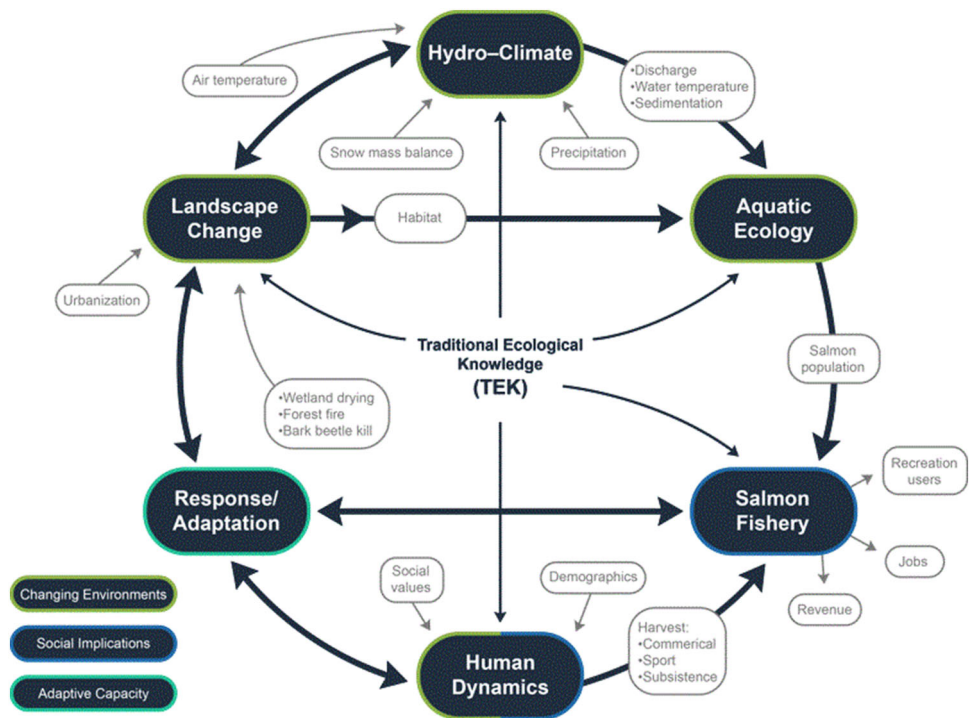 Hydro–Climate
Air temperature
•Discharge
•Water temperature
•Sedimentation
Snow mass balance
Precipitation
Landscape
Change
Habitat
Aquatic
Ecology
Urbanization
Traditional Ecological
Knowledge
(TEK)
Salmon
population
•Wetland drying
•Forest fire
•Bark beetle kill
Response/
Adaptation
Salmon
Fishery
Recreation
users
Jobs
Revenue
Social
values
Demographics
Harvest:
•Commerical
•Sport
•Subsistence
Human
Dynamics
Changing Environments
Social Implications
Adaptive Capacity